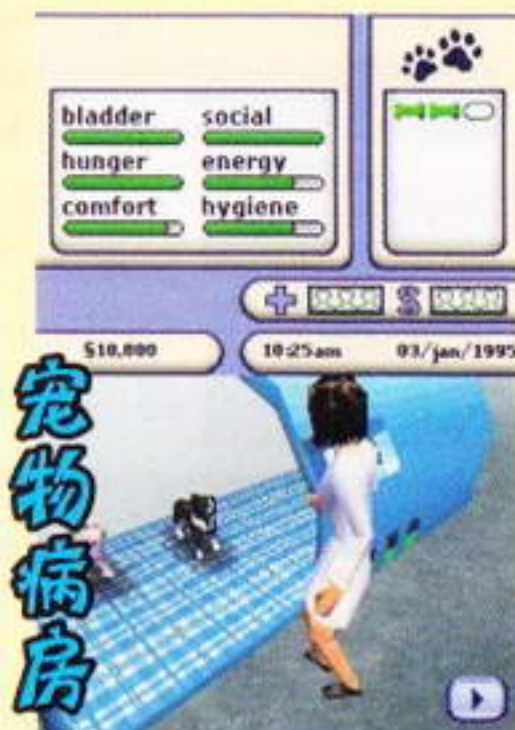 bladder social
hunger energy
comfort hygiene
§10,000 10:25am 03/jan/1995
宠物病房